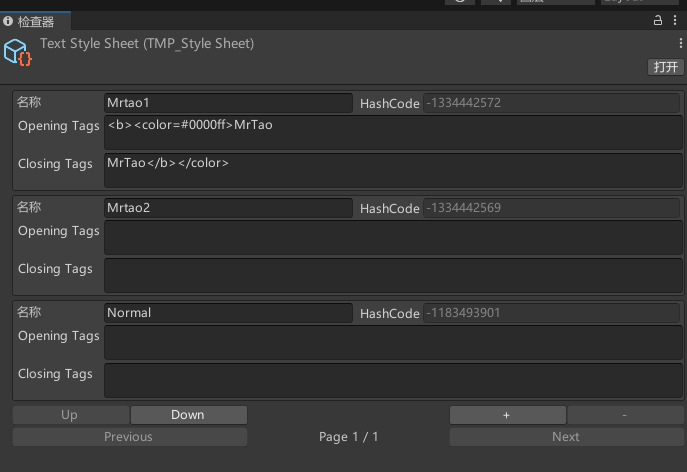 检查器
Text Style Sheet (TMP_Style Sheet)
打开
名称 Mrtao1 HashCode -1334442572
Opening Tags <b><color=#0000ff>MrTao
Closing Tags MrTao</b></color>
名称 Mrtao2 HashCode -1334442569
Opening Tags
Closing Tags
名称 Normal HashCode -1183493901
Opening Tags
Closing Tags
Up Down + -
Previous Page 1 / 1 Next